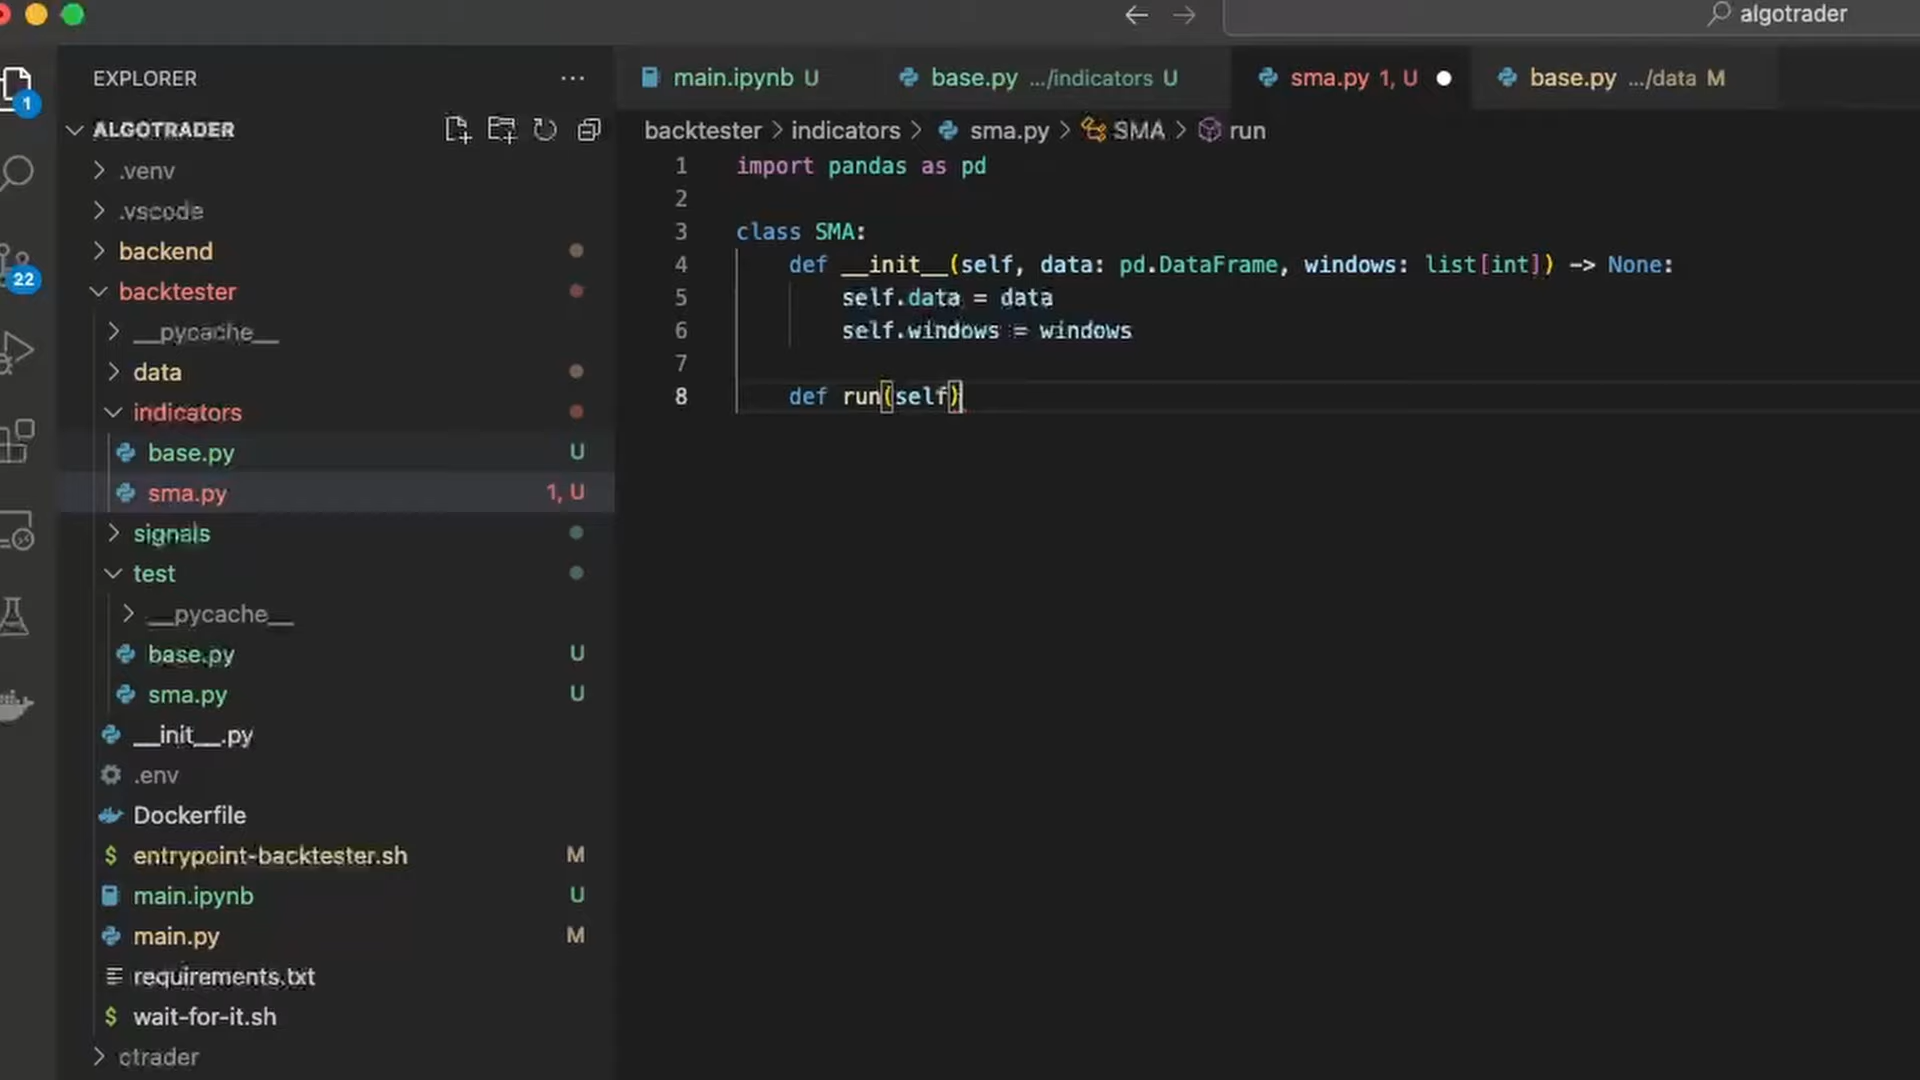 algotrader
EXPLORER
ALGOTRADER
.venv
.vscode
backend
backtester
__pycache__
data
indicators
base.py U
sma.py 1, U
signals
test
__pycache__
base.py U
sma.py U
__init__.py
.env
Dockerfile
$ entrypoint-backtester.sh M
main.ipynb U
main.py M
requirements.txt
$ wait-for-it.sh
ctrader
1
22
main.ipynb U
base.py .../indicators U
sma.py 1, U
base.py .../data M
backtester > indicators > sma.py > SMA > run
1 import pandas as pd
2
3 class SMA:
4 def __init__(self, data: pd.DataFrame, windows: list[int]) -> None:
5 self.data = data
6 self.windows = windows
7
8 def run(self)